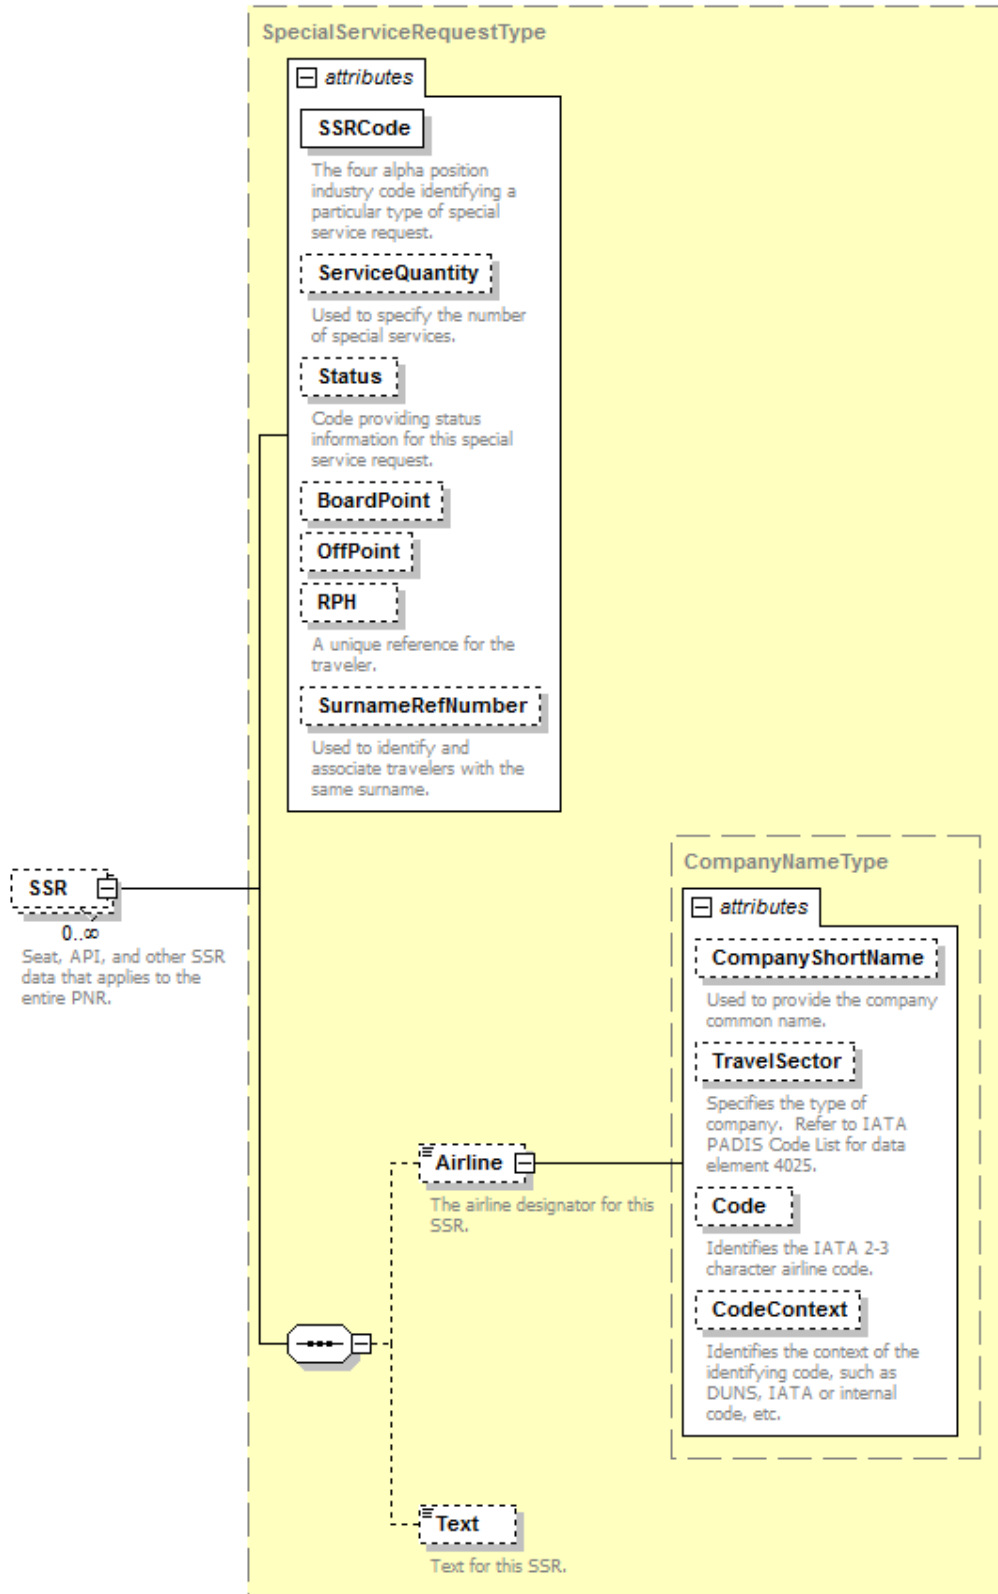 SpecialServiceRequestType
attributes
SSRCode
The four alpha position
industry code identifying a
particular type of special
service request.
ServiceQuantity
Used to specify the number
of special services.
Status
Code providing status
information for this special
service request.
BoardPoint
OffPoint
RPH
A unique reference for the
traveler.
SurnameRefNumber
Used to identify and
associate travelers with the
same surname.
SSR
0..∞
Seat, API, and other SSR
data that applies to the
entire PNR.
CompanyNameType
attributes
CompanyShortName
Used to provide the company
common name.
TravelSector
Specifies the type of
company.  Refer to IATA
PADIS Code List for data
element 4025.
Airline
The airline designator for this
SSR.
Code
Identifies the IATA 2-3
character airline code.
CodeContext
Identifies the context of the
identifying code, such as
DUNS, IATA or internal
code, etc.
Text
Text for this SSR.